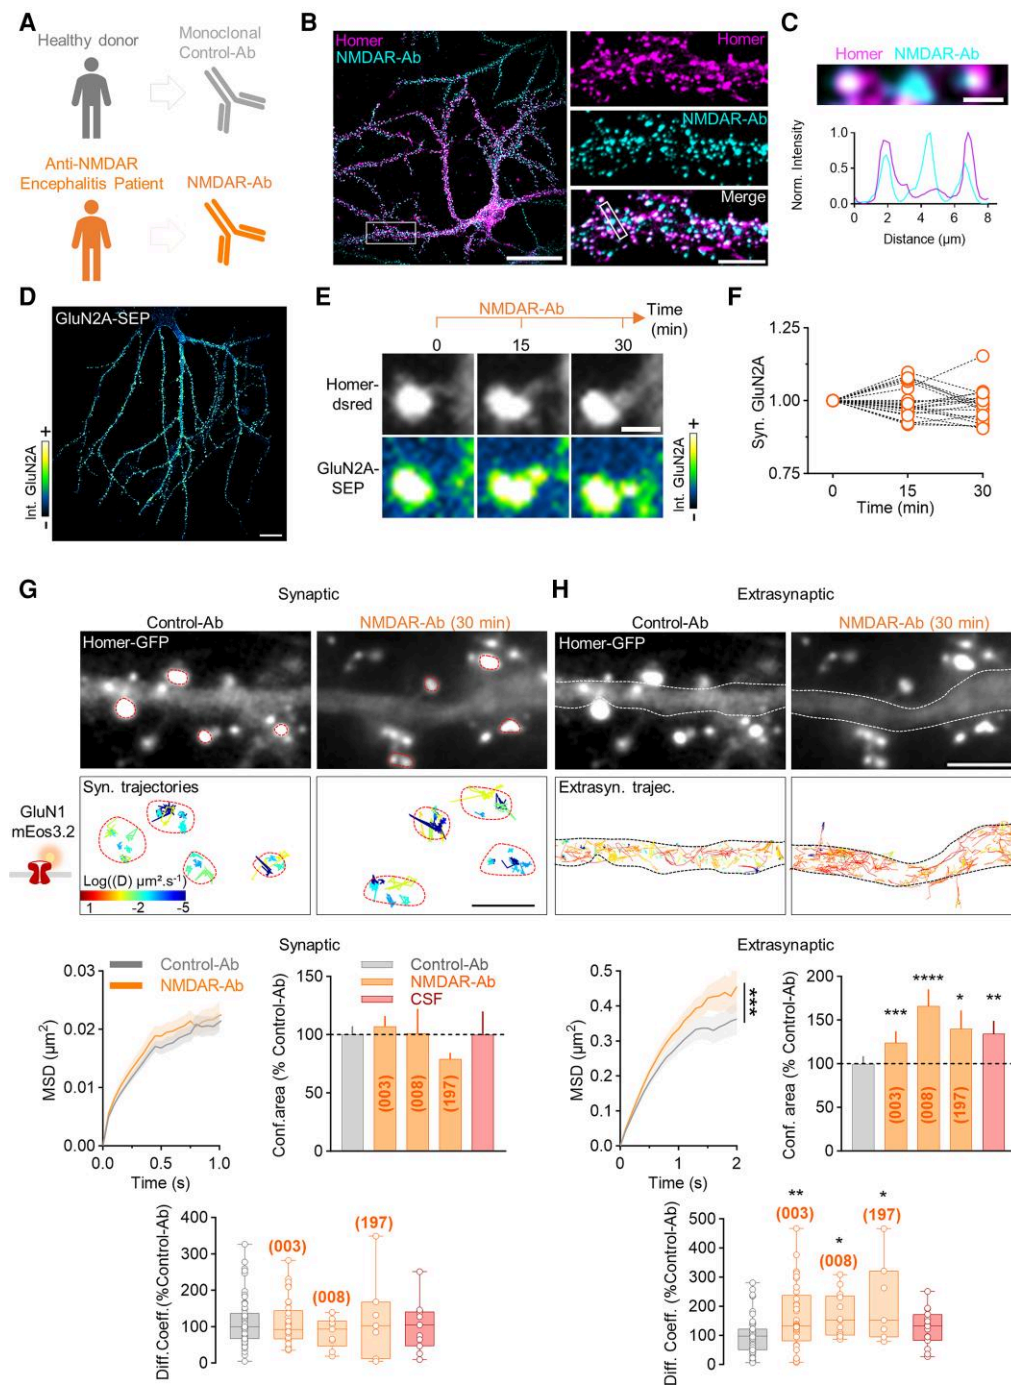 A
Healthy donor
Monoclonal
Control-Ab
Anti-NMDAR
Encephalitis Patient
NMDAR-Ab
B
Homer
NMDAR-Ab
Homer
NMDAR-Ab
Merge
C
Homer NMDAR-Ab
Norm. Intensity
1.0
0.5
0.0
0 2 4 6 8
Distance (µm)
D
GluN2A-SEP
- Int. GluN2A +
E
NMDAR-Ab
Time
(min)
0 15 30
Homer-
dsred
GluN2A-
SEP
- Int. GluN2A +
F
Syn. GluN2A
1.25
1.00
0.75
0 15 30
Time (min)
G
Synaptic
Control-Ab
NMDAR-Ab (30 min)
Homer-GFP
Syn. trajectories
GluN1
mEos3.2
Log((D) µm².s⁻¹)
1 -2 -5
Synaptic
MSD (µm²)
0.03
0.02
0.01
0.00
0.0 0.5 1.0
Time (s)
Control-Ab
NMDAR-Ab
Conf.area (% Control-Ab)
150
100
50
0
Control-Ab
NMDAR-Ab
CSF
(003)
(008)
(197)
Diff.Coeff.(%Control-Ab)
400
300
200
100
0
(003)
(008)
(197)
H
Extrasynaptic
Control-Ab
NMDAR-Ab (30 min)
Homer-GFP
Extrasyn. trajec.
Extrasynaptic
MSD (µm²)
0.5
0.4
0.3
0.2
0.1
0.0
0 1 2
Time (s)
Control-Ab
NMDAR-Ab
***
Conf. area (% Control-Ab)
200
150
100
50
0
***
****
*
**
(003)
(008)
(197)
Diff. Coeff. (%Control-Ab)
500
400
300
200
100
0
**
(003)
*
(008)
*
(197)